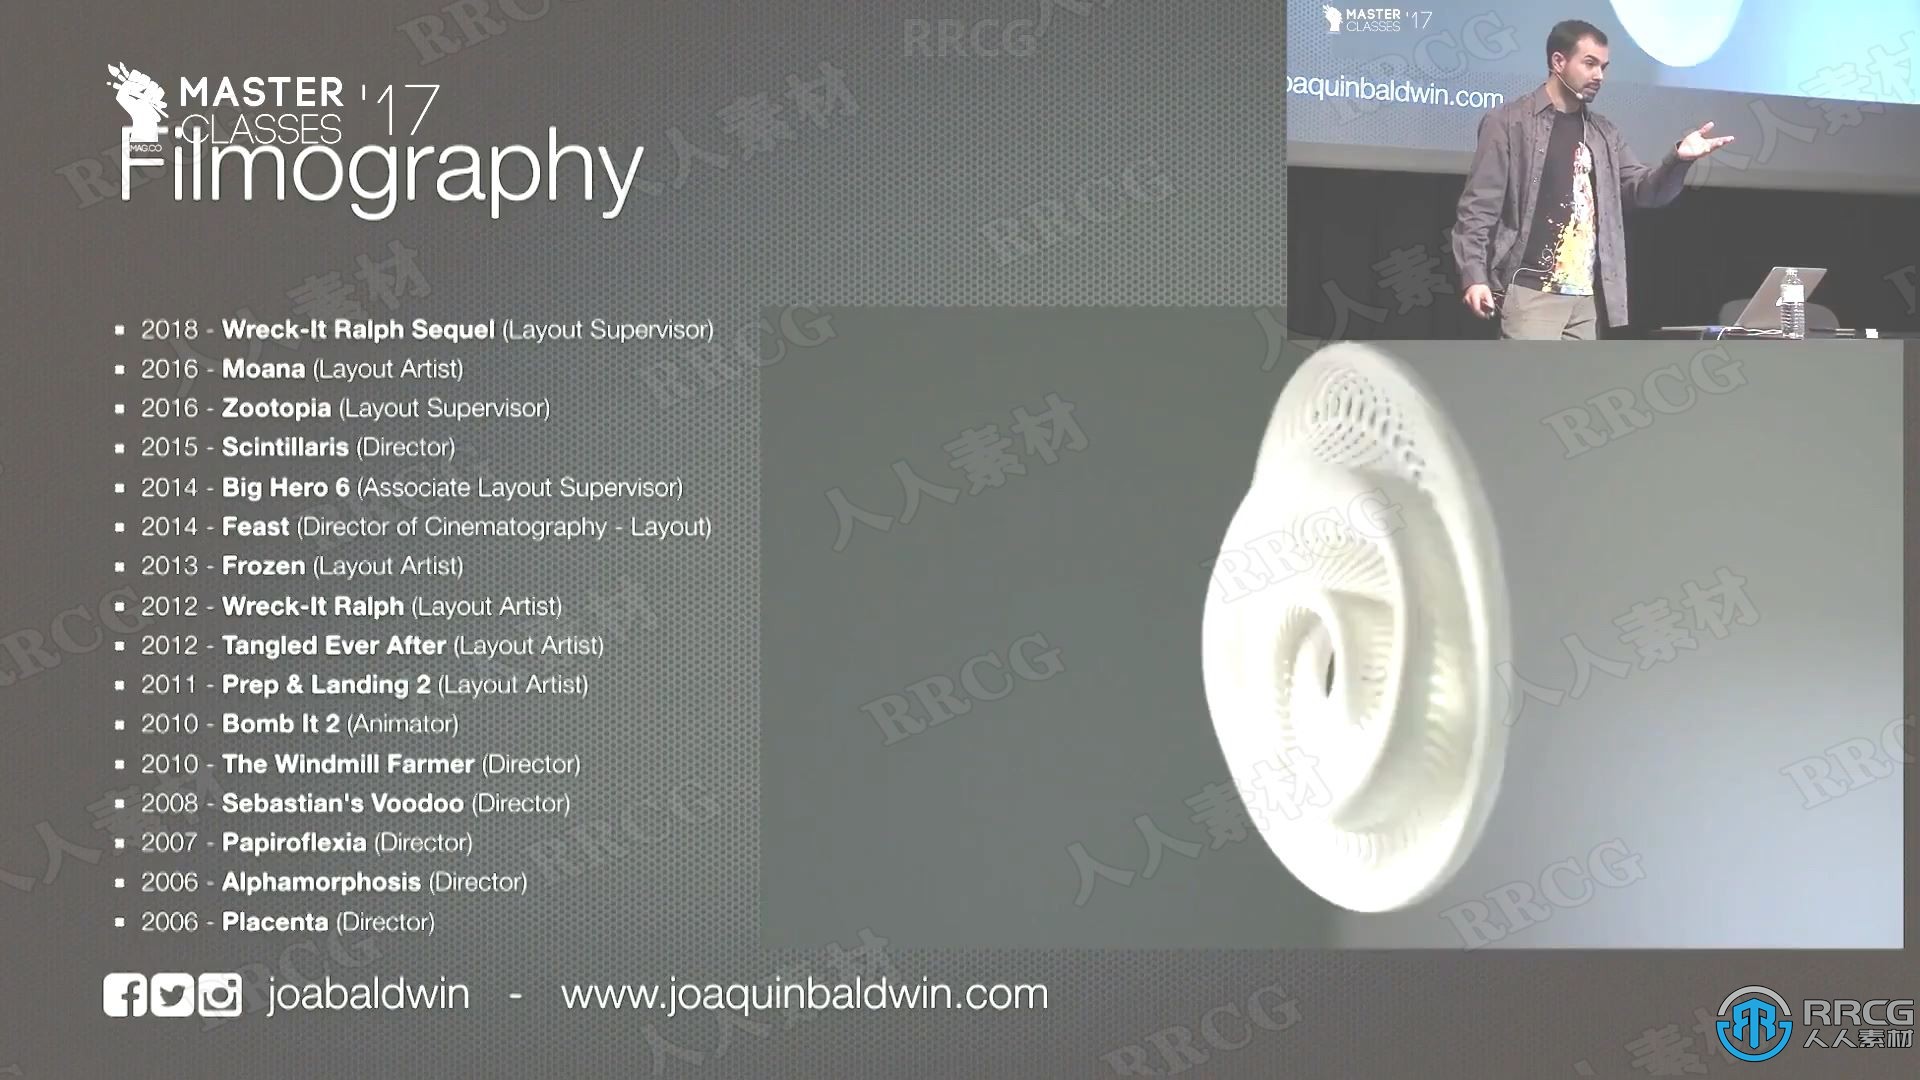 MASTER '17
CLASSES
MAG.CO
Filmography
MASTER '17
CLASSES
oaquinbaldwin.com
2018 - Wreck-It Ralph Sequel (Layout Supervisor)
2016 - Moana (Layout Artist)
2016 - Zootopia (Layout Supervisor)
2015 - Scintillaris (Director)
2014 - Big Hero 6 (Associate Layout Supervisor)
2014 - Feast (Director of Cinematography - Layout)
2013 - Frozen (Layout Artist)
2012 - Wreck-It Ralph (Layout Artist)
2012 - Tangled Ever After (Layout Artist)
2011 - Prep & Landing 2 (Layout Artist)
2010 - Bomb It 2 (Animator)
2010 - The Windmill Farmer (Director)
2008 - Sebastian's Voodoo (Director)
2007 - Papiroflexia (Director)
2006 - Alphamorphosis (Director)
2006 - Placenta (Director)
joabaldwin - www.joaquinbaldwin.com
RRCG
人人素材